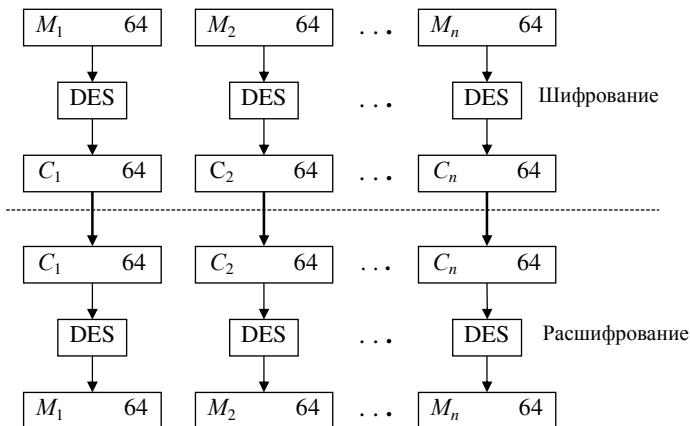 M₁ 64 M₂ 64 ... Mₙ 64
DES DES ... DES Шифрование
C₁ 64 C₂ 64 ... Cₙ 64
C₁ 64 C₂ 64 ... Cₙ 64
DES DES ... DES Расшифрование
M₁ 64 M₂ 64 ... Mₙ 64